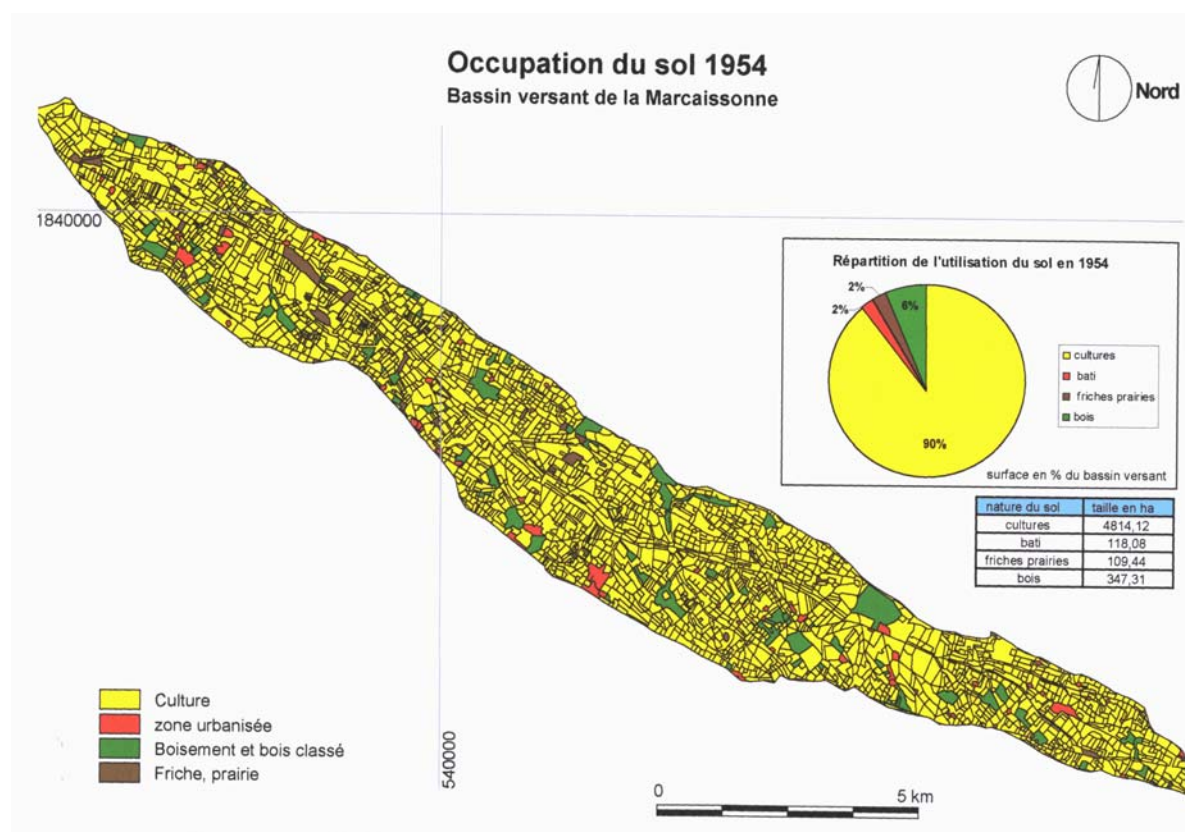 Occupation du sol 1954
Bassin versant de la Marcaissonne
Nord
1840000
540000
Répartition de l'utilisation du sol en 1954
2%
2%
6%
90%
cultures
bati
friches prairies
bois
surface en % du bassin versant
nature du sol taille en ha
cultures 4814,12
bati 118,08
friches prairies 109,44
bois 347,31
Culture
zone urbanisée
Boisement et bois classé
Friche, prairie
0 5 km